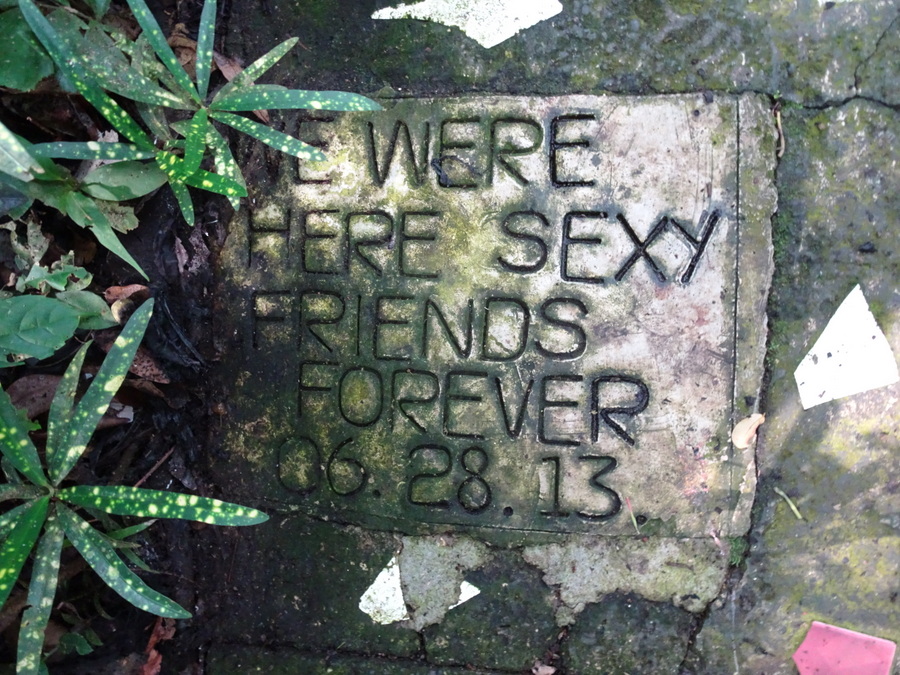 E WERE
HERE SEXY
FRIENDS
FOREVER
06.28.13